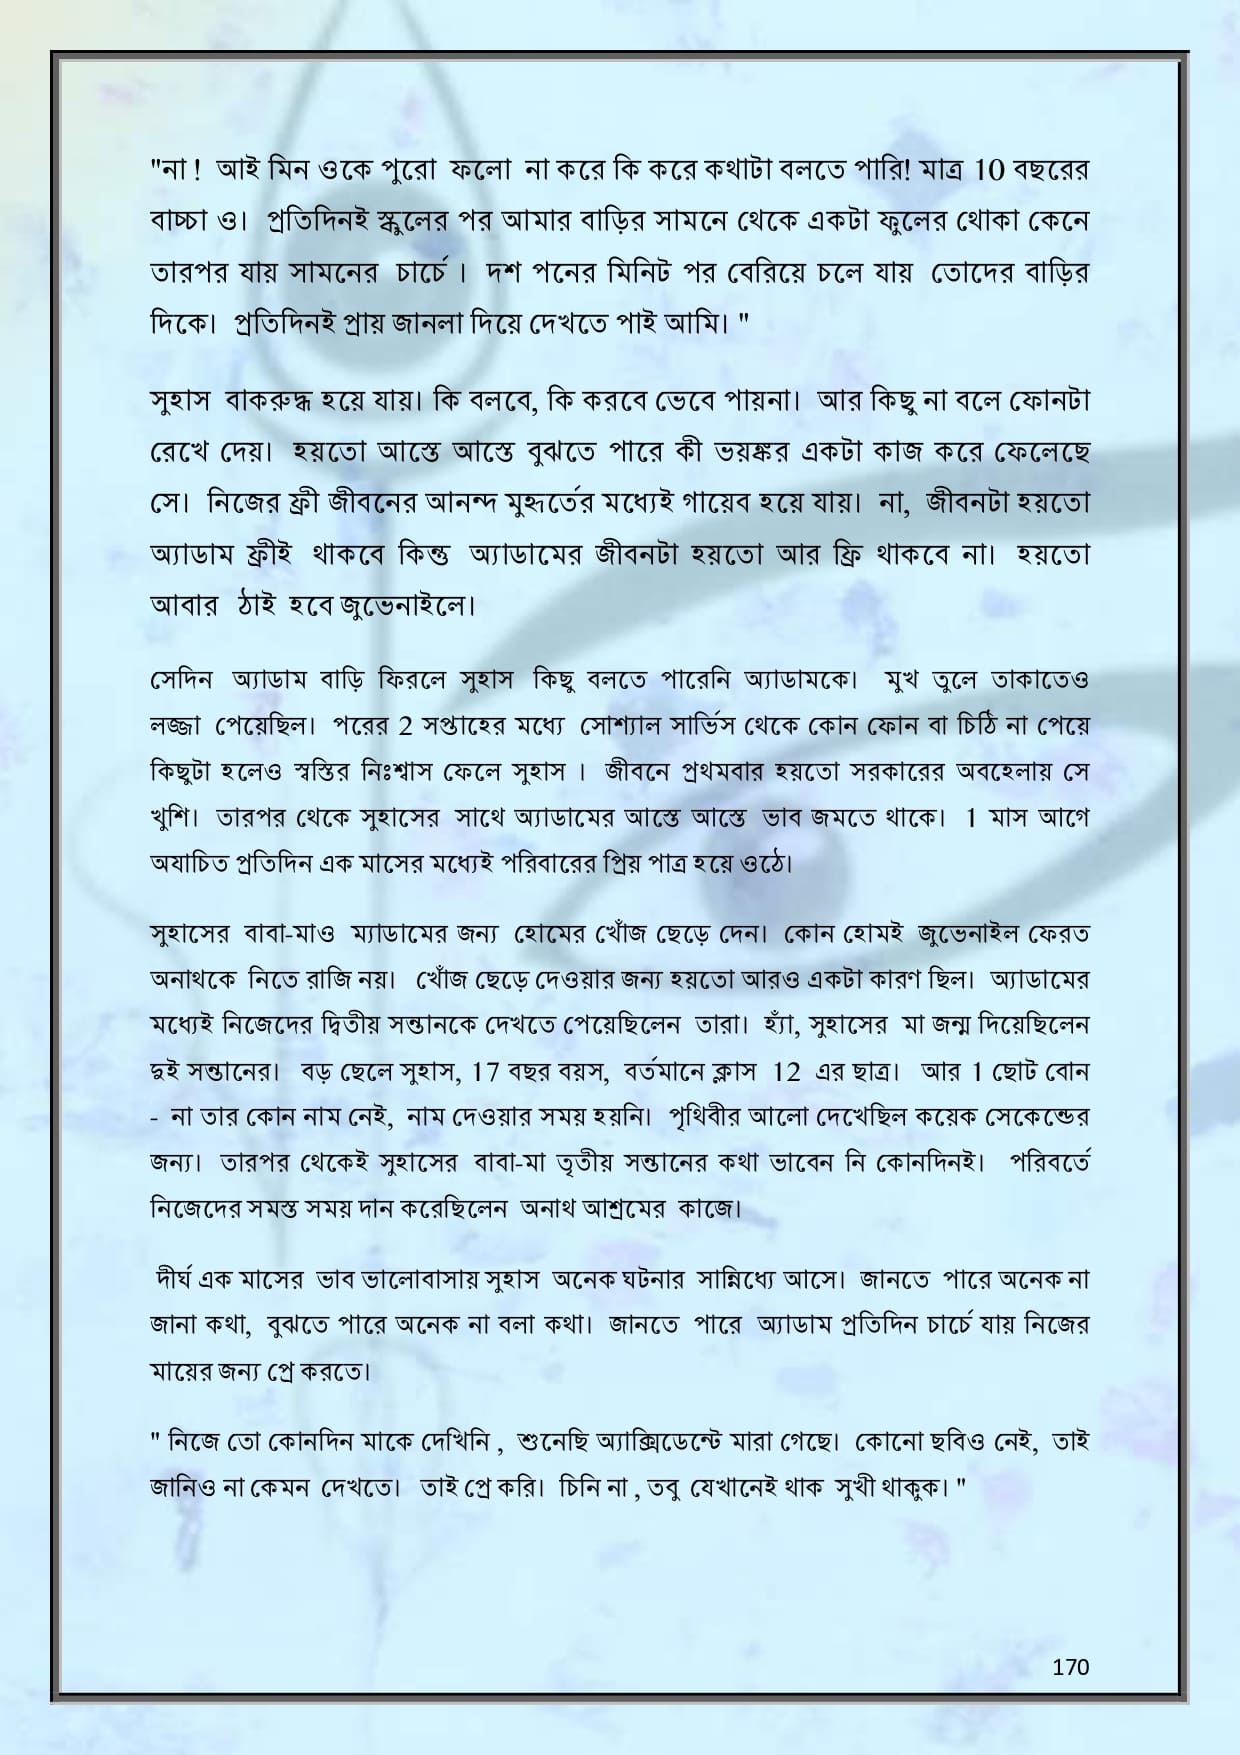 "না ! আই মিন ওকে পুরো ফলো না করে কি করে কথাটা বলতে পারি! মাত্র 10 বছরের
বাচ্চা ও। প্রতিদিনই স্কুলের পর আমার বাড়ির সামনে থেকে একটা ফুলের থোকা কেনে
তারপর যায় সামনের চার্চে । দশ পনের মিনিট পর বেরিয়ে চলে যায় তোদের বাড়ির
দিকে। প্রতিদিনই প্রায় জানলা দিয়ে দেখতে পাই আমি। "
সুহাস বাকরুদ্ধ হয়ে যায়। কি বলবে, কি করবে ভেবে পায়না। আর কিছু না বলে ফোনটা
রেখে দেয়। হয়তো আস্তে আস্তে বুঝতে পারে কী ভয়ঙ্কর একটা কাজ করে ফেলেছে
সে। নিজের ফ্রী জীবনের আনন্দ মুহূর্তের মধ্যেই গায়েব হয়ে যায়। না, জীবনটা হয়তো
অ্যাডাম ফ্রীই থাকবে কিন্তু অ্যাডামের জীবনটা হয়তো আর ফ্রি থাকবে না। হয়তো
আবার ঠাই হবে জুভেনাইলে।
সেদিন অ্যাডাম বাড়ি ফিরলে সুহাস কিছু বলতে পারেনি অ্যাডামকে। মুখ তুলে তাকাতেও
লজ্জা পেয়েছিল। পরের 2 সপ্তাহের মধ্যে সোশ্যাল সার্ভিস থেকে কোন ফোন বা চিঠি না পেয়ে
কিছুটা হলেও স্বস্তির নিঃশ্বাস ফেলে সুহাস । জীবনে প্রথমবার হয়তো সরকারের অবহেলায় সে
খুশি। তারপর থেকে সুহাসের সাথে অ্যাডামের আস্তে আস্তে ভাব জমতে থাকে। 1 মাস আগে
অযাচিত প্রতিদিন এক মাসের মধ্যেই পরিবারের প্রিয় পাত্র হয়ে ওঠে।
সুহাসের বাবা-মাও ম্যাডামের জন্য হোমের খোঁজ ছেড়ে দেন। কোন হোমই জুভেনাইল ফেরত
অনাথকে নিতে রাজি নয়। খোঁজ ছেড়ে দেওয়ার জন্য হয়তো আরও একটা কারণ ছিল। অ্যাডামের
মধ্যেই নিজেদের দ্বিতীয় সন্তানকে দেখতে পেয়েছিলেন তারা। হ্যাঁ, সুহাসের মা জন্ম দিয়েছিলেন
দুই সন্তানের। বড় ছেলে সুহাস, 17 বছর বয়স, বর্তমানে ক্লাস 12 এর ছাত্র। আর 1 ছোট বোন
- না তার কোন নাম নেই, নাম দেওয়ার সময় হয়নি। পৃথিবীর আলো দেখেছিল কয়েক সেকেন্ডের
জন্য। তারপর থেকেই সুহাসের বাবা-মা তৃতীয় সন্তানের কথা ভাবেন নি কোনদিনই। পরিবর্তে
নিজেদের সমস্ত সময় দান করেছিলেন অনাথ আশ্রমের কাজে।
দীর্ঘ এক মাসের ভাব ভালোবাসায় সুহাস অনেক ঘটনার সান্নিধ্যে আসে। জানতে পারে অনেক না
জানা কথা, বুঝতে পারে অনেক না বলা কথা। জানতে পারে অ্যাডাম প্রতিদিন চার্চে যায় নিজের
মায়ের জন্য প্রে করতে।
" নিজে তো কোনদিন মাকে দেখিনি , শুনেছি অ্যাক্সিডেন্টে মারা গেছে। কোনো ছবিও নেই, তাই
জানিও না কেমন দেখতে। তাই প্রে করি। চিনি না , তবু যেখানেই থাক সুখী থাকুক। "
170